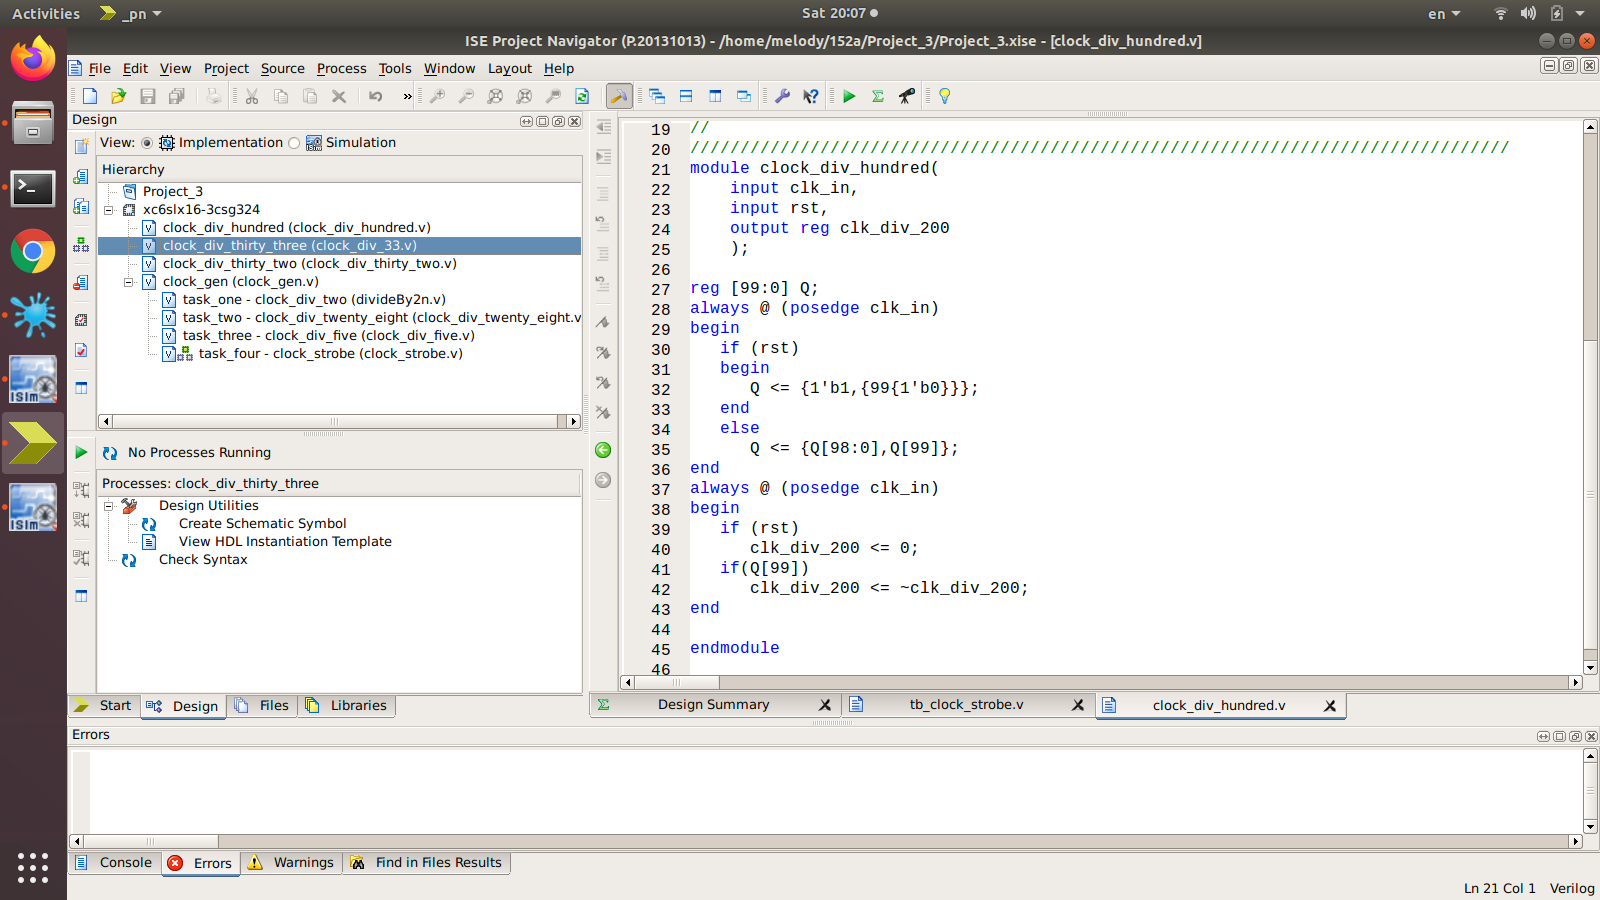 Activities
_pn
Sat 20:07
en
ISE Project Navigator (P.20131013) - /home/melody/152a/Project_3/Project_3.xise - [clock_div_hundred.v]
File Edit View Project Source Process Tools Window Layout Help
»
Design
View: Implementation Simulation
Hierarchy
Project_3
xc6slx16-3csg324
clock_div_hundred (clock_div_hundred.v)
clock_div_thirty_three (clock_div_33.v)
clock_div_thirty_two (clock_div_thirty_two.v)
clock_gen (clock_gen.v)
task_one - clock_div_two (divideBy2n.v)
task_two - clock_div_twenty_eight (clock_div_twenty_eight.v
task_three - clock_div_five (clock_div_five.v)
task_four - clock_strobe (clock_strobe.v)
No Processes Running
Processes: clock_div_thirty_three
Design Utilities
Create Schematic Symbol
View HDL Instantiation Template
Check Syntax
Start Design Files Libraries
19 //
20 //////////////////////////////////////////////////////////////////////////////////
21 module clock_div_hundred(
22 input clk_in,
23 input rst,
24 output reg clk_div_200
25 );
26
27 reg [99:0] Q;
28 always @ (posedge clk_in)
29 begin
30 if (rst)
31 begin
32 Q <= {1'b1,{99{1'b0}}};
33 end
34 else
35 Q <= {Q[98:0],Q[99]};
36 end
37 always @ (posedge clk_in)
38 begin
39 if (rst)
40 clk_div_200 <= 0;
41 if(Q[99])
42 clk_div_200 <= ~clk_div_200;
43 end
44
45 endmodule
46
Design Summary tb_clock_strobe.v clock_div_hundred.v
Errors
Console Errors Warnings Find in Files Results
Ln 21 Col 1 Verilog
ISim
ISim